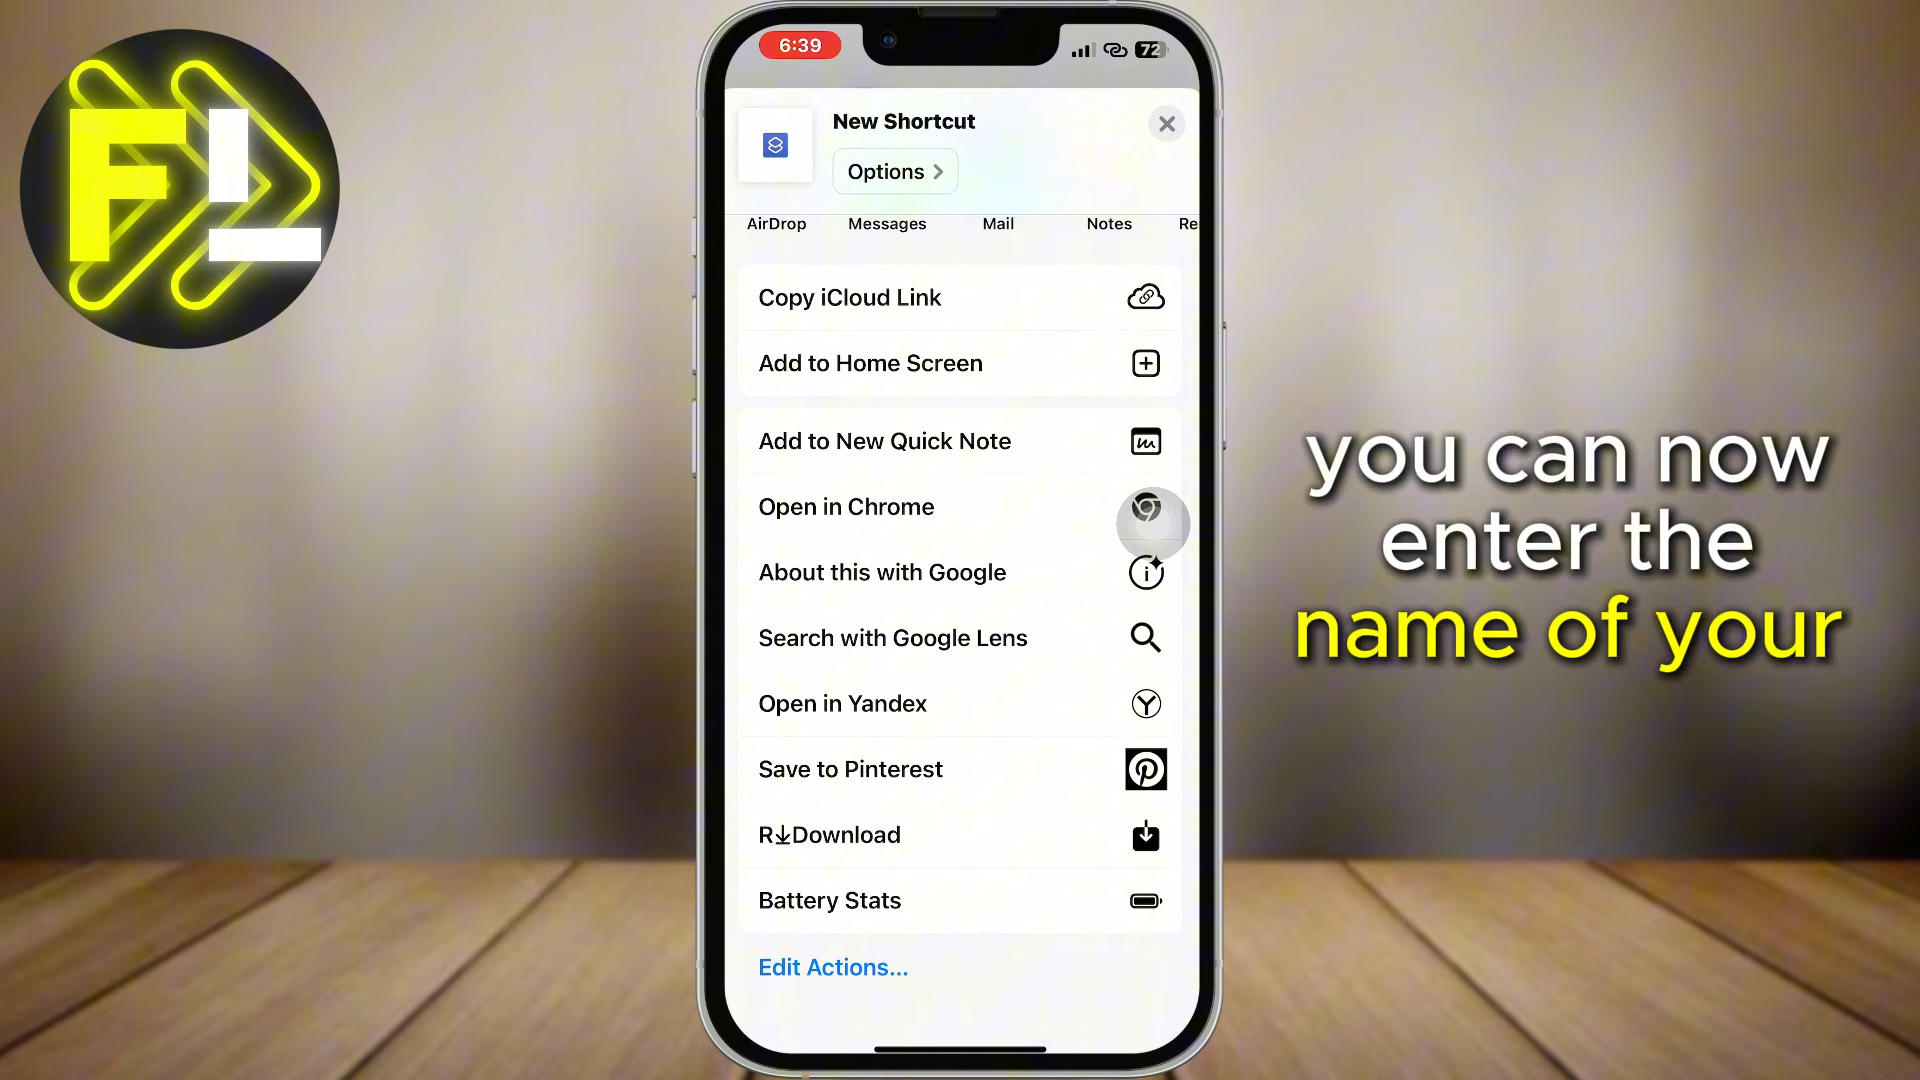 FL
6:39
72
New Shortcut
Options
AirDrop Messages Mail Notes Re
Copy iCloud Link
Add to Home Screen
Add to New Quick Note
Open in Chrome
About this with Google
Search with Google Lens
Open in Yandex
Save to Pinterest
R↓Download
Battery Stats
Edit Actions...
you can now
enter the
name of your